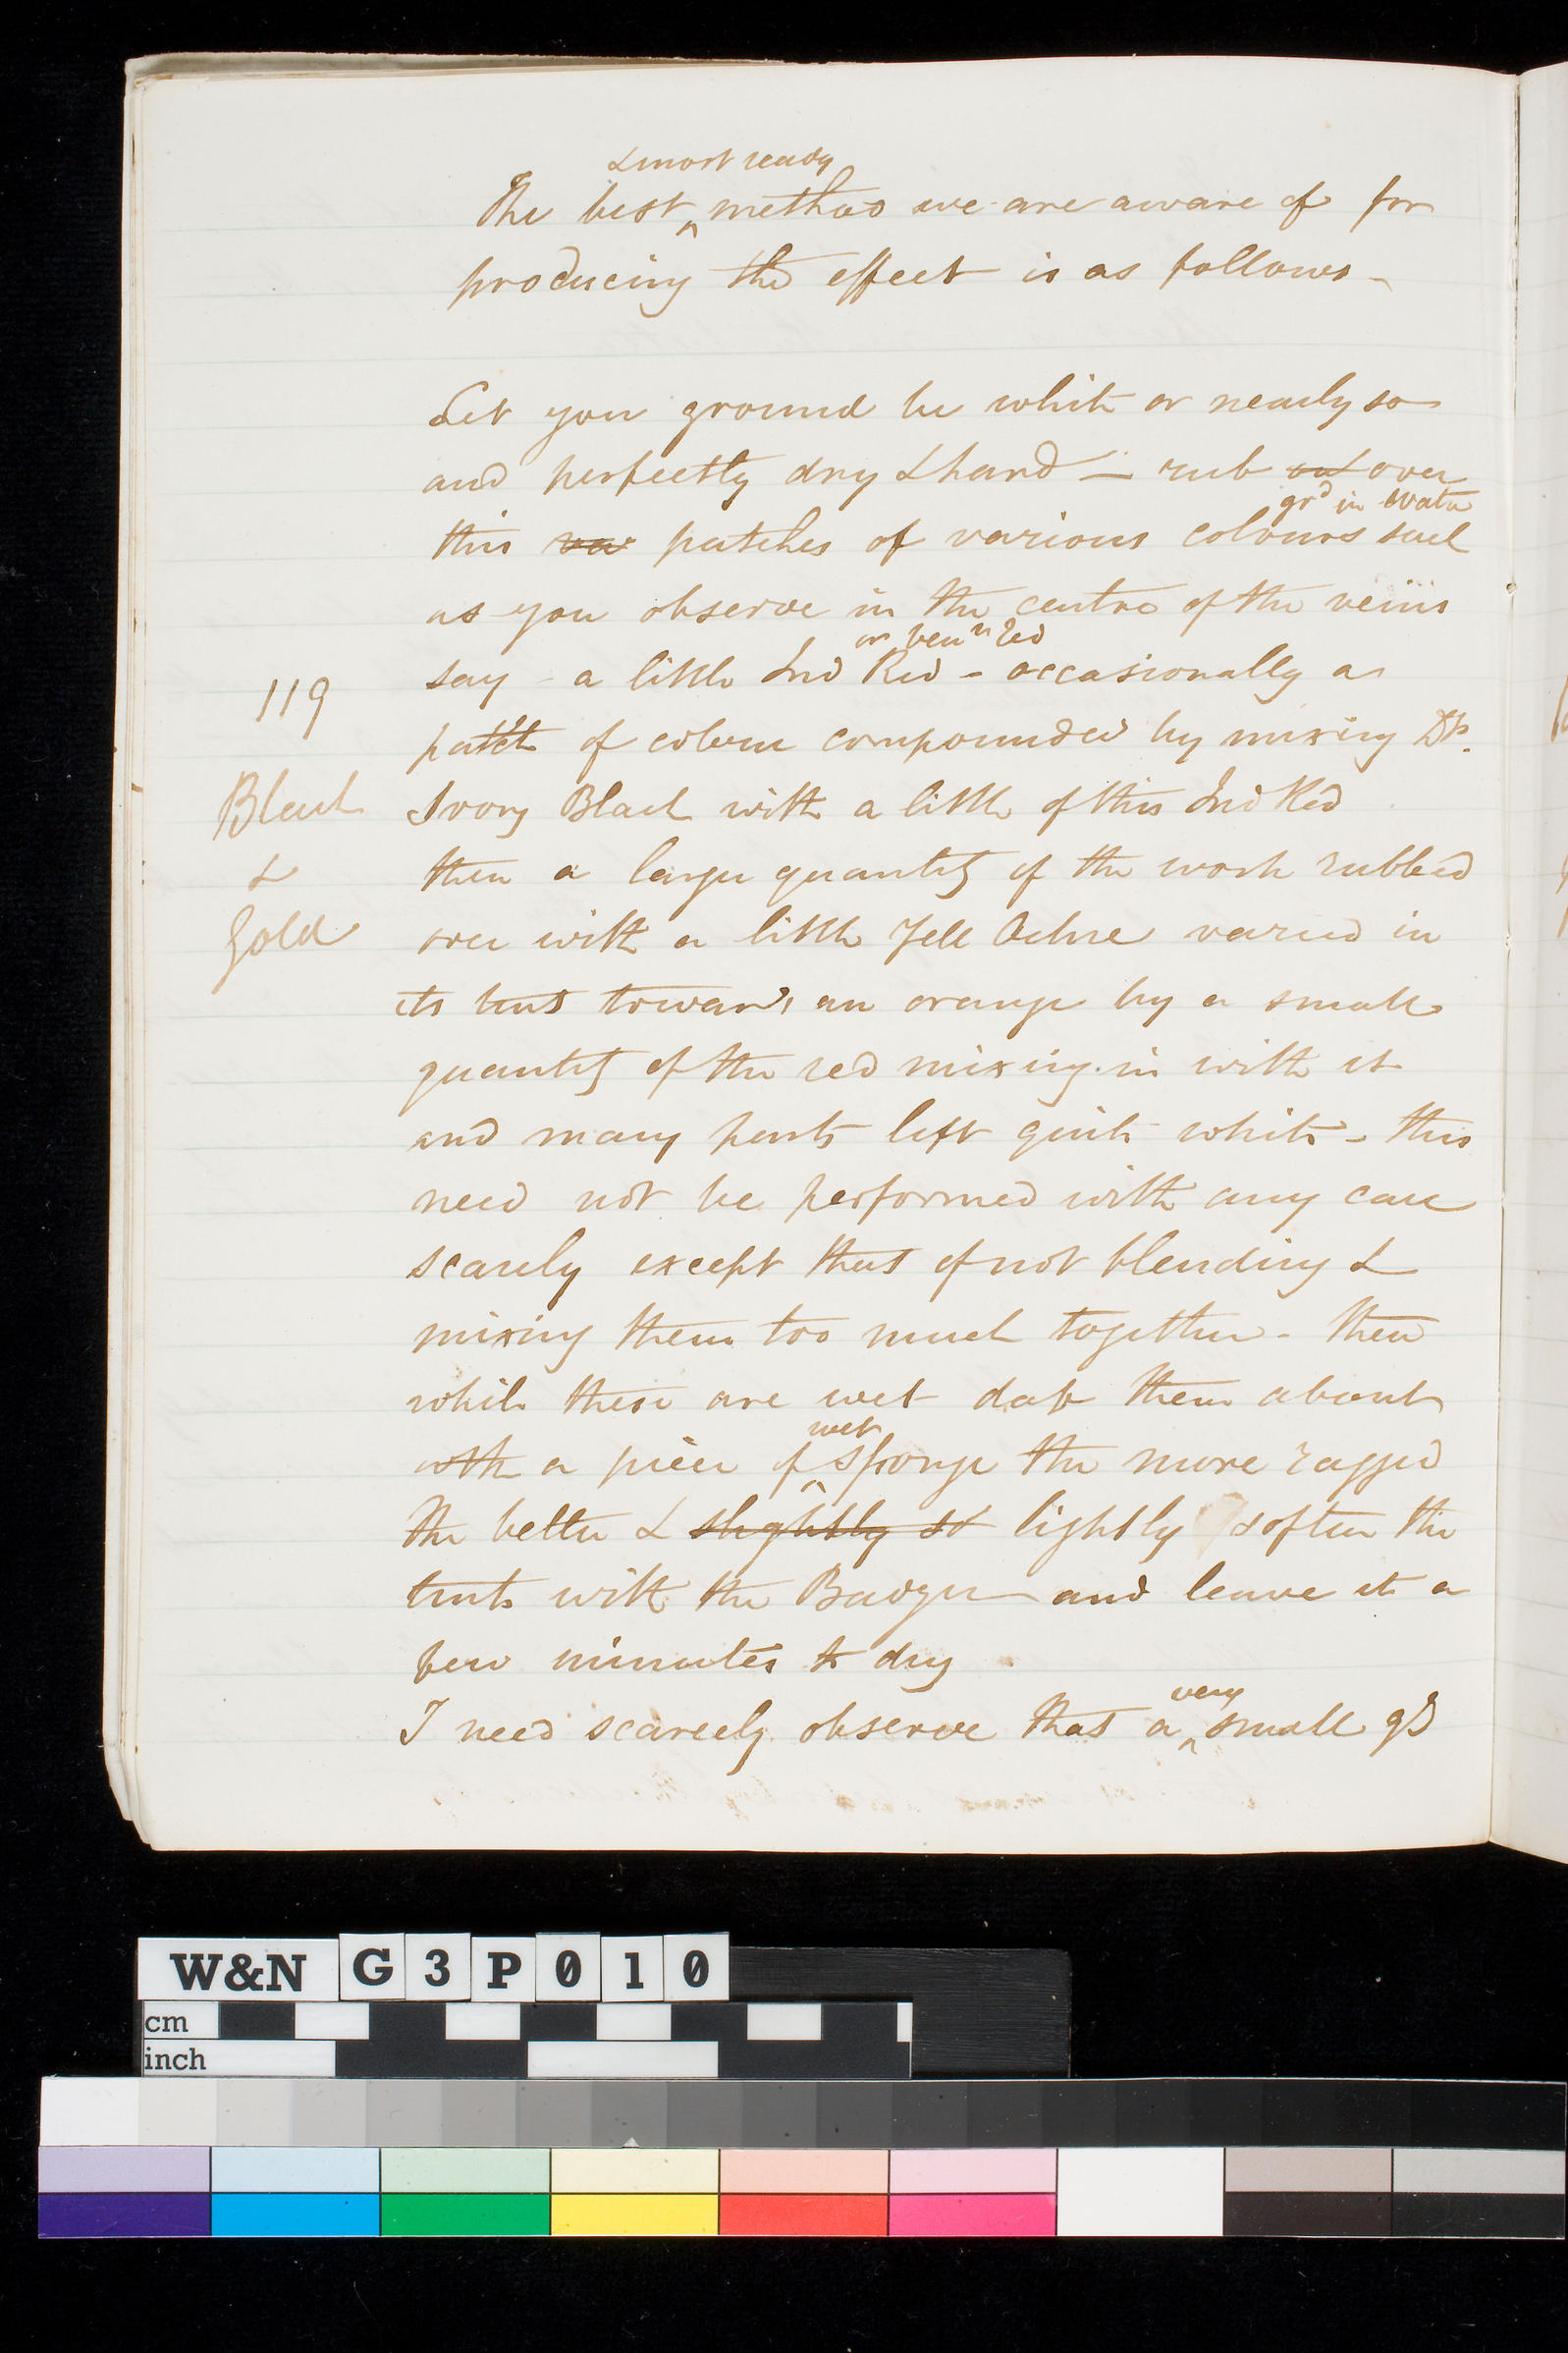 & most ready
The best ^ method we are aware of for
producing the effect is as follows -
Let you ground be white or nearly so
and perfectly dry & hard - rub out over
grd in Water
this va patches of various colours such
as you observe in the centre of the veins
or Venn Red
119
say a little Ind Red - occasionally a
patch of colour compounded by mixing Dp.
Black
Ivory Black with a little of this Ind Red
&
then a larger quantity of the work rubbed
Gold
over with a little Yell Ochre varied in
its tint towards an orange by a small
quantity of the red mixing in with it
and many parts left quite white - this
need not be performed with any care
scarcely except that of not blending &
mixing them too much together - then
while these are wet dab them about
wet
with a piece of ^ sponge the more ragged
the better & slightly so lightly soften the
tints with the Badger and leave it a
few minutes to dry
very
I need scarcely observe that a ^ small qt
W&N G3P010
cm
inch